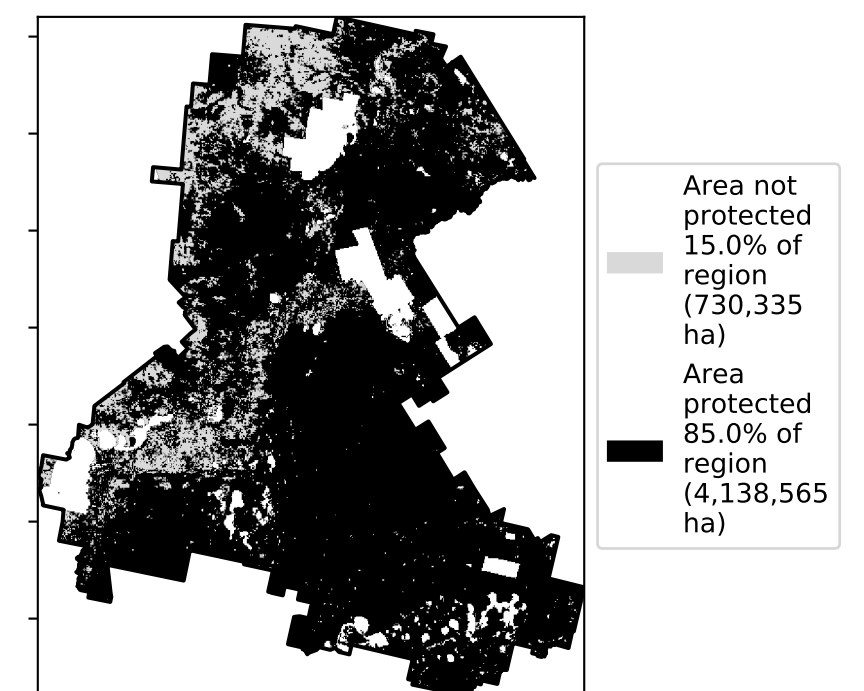 Area not
protected
15.0% of
region
(730,335
ha)
Area
protected
85.0% of
region
(4,138,565
ha)